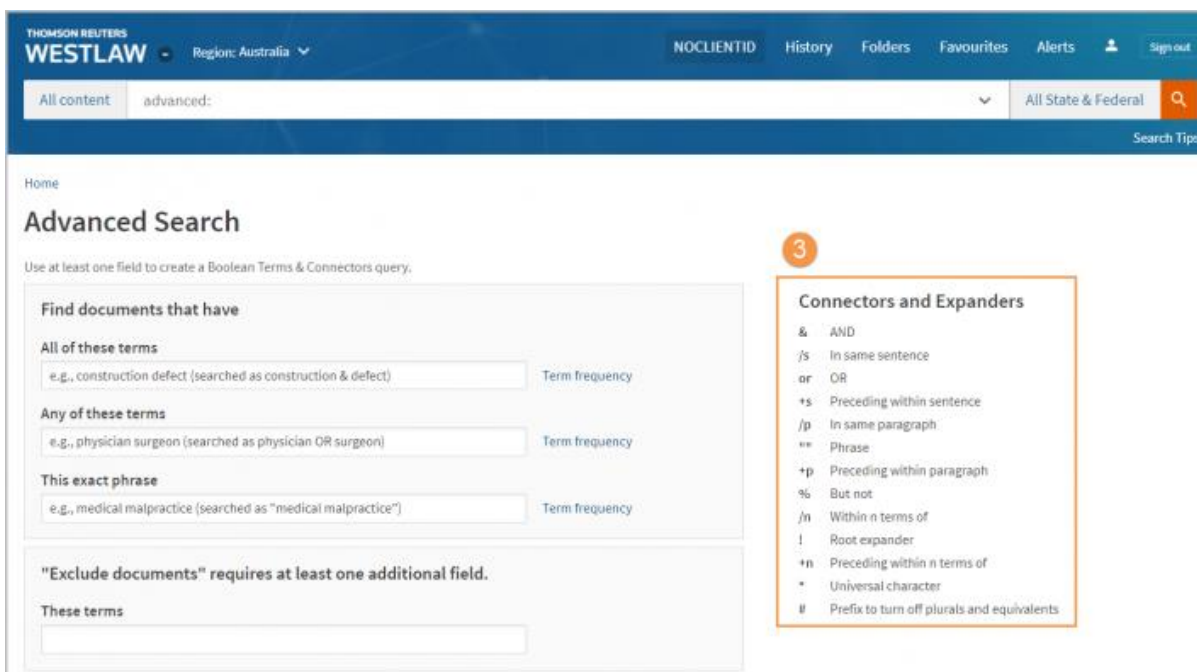 THOMSON REUTERS
WESTLAW Region: Australia NOCLIENTID History Folders Favourites Alerts Sign out
All content advanced: All State & Federal
Search Tips
Home
Advanced Search
Use at least one field to create a Boolean Terms & Connectors query.
Find documents that have
All of these terms
e.g., construction defect (searched as construction & defect) Term frequency
Any of these terms
e.g., physician surgeon (searched as physician OR surgeon) Term frequency
This exact phrase
e.g., medical malpractice (searched as "medical malpractice") Term frequency
"Exclude documents" requires at least one additional field.
These terms
3
Connectors and Expanders
& AND
/s In same sentence
or OR
+s Preceding within sentence
/p In same paragraph
"" Phrase
+p Preceding within paragraph
% But not
/n Within n terms of
! Root expander
+n Preceding within n terms of
* Universal character
# Prefix to turn off plurals and equivalents